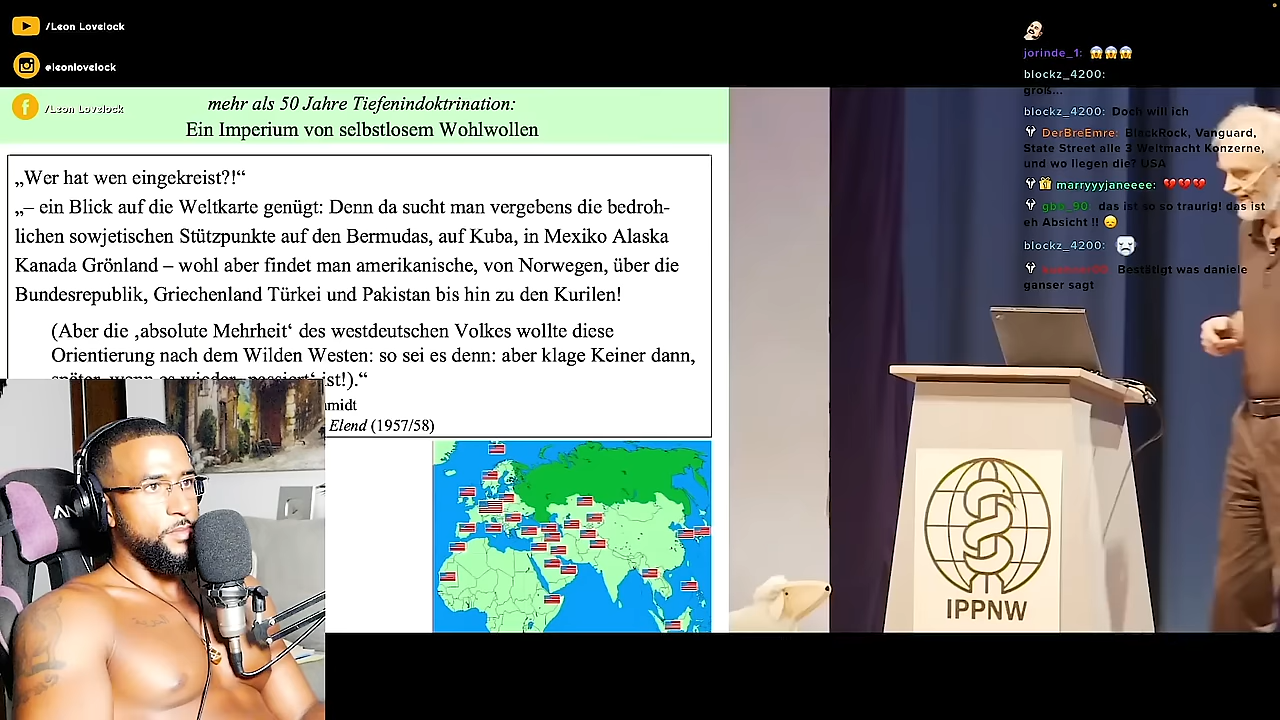 /Leon Lovelock
@leonlovelock
/Leon Lovelock
mehr als 50 Jahre Tiefenindoktrination:
Ein Imperium von selbstlosem Wohlwollen
„Wer hat wen eingekreist?!“
„– ein Blick auf die Weltkarte genügt: Denn da sucht man vergebens die bedroh-
lichen sowjetischen Stützpunkte auf den Bermudas, auf Kuba, in Mexiko Alaska
Kanada Grönland – wohl aber findet man amerikanische, von Norwegen, über die
Bundesrepublik, Griechenland Türkei und Pakistan bis hin zu den Kurilen!
(Aber die ‚absolute Mehrheit‘ des westdeutschen Volkes wollte diese
Orientierung nach dem Wilden Westen: so sei es denn: aber klage Keiner dann,
ist!).“
midt
Elend (1957/58)
AN
jorinde_1: 😱😱😱
blockz_4200:
groß...
blockz_4200: Doch will ich
DerBreEmre: BlackRock, Vanguard,
State Street alle 3 Weltmacht Konzerne,
und wo liegen die? USA
marryyyjaneeee: 💔💔💔
das ist so so traurig! das ist
eh Absicht !! 😞
blockz_4200:
Bestätigt was daniele
ganser sagt
IPPNW